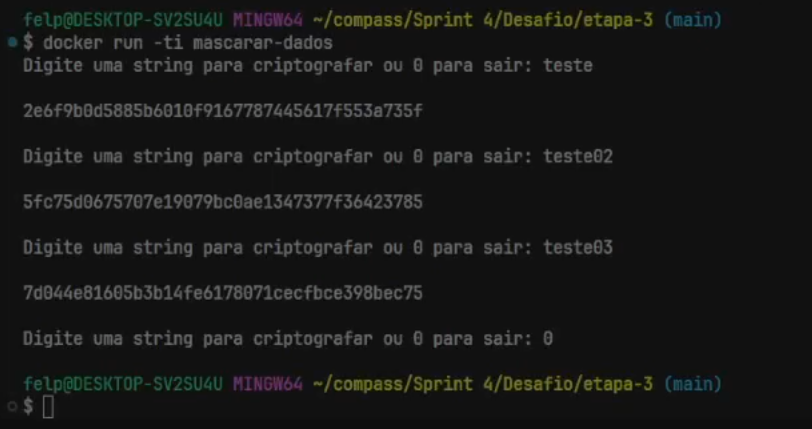 felp@DESKTOP-SV2SU4U MINGW64 ~/compass/Sprint 4/Desafio/etapa-3 (main)
$ docker run -ti mascarar-dados
Digite uma string para criptografar ou 0 para sair: teste
2e6f9b0d5885b6010f9167787445617f553a735f
Digite uma string para criptografar ou 0 para sair: teste02
5fc75d0675707e19079bc0ae1347377f36423785
Digite uma string para criptografar ou 0 para sair: teste03
7d044e81605b3b14fe6178071cecfbce398bec75
Digite uma string para criptografar ou 0 para sair: 0
felp@DESKTOP-SV2SU4U MINGW64 ~/compass/Sprint 4/Desafio/etapa-3 (main)
$